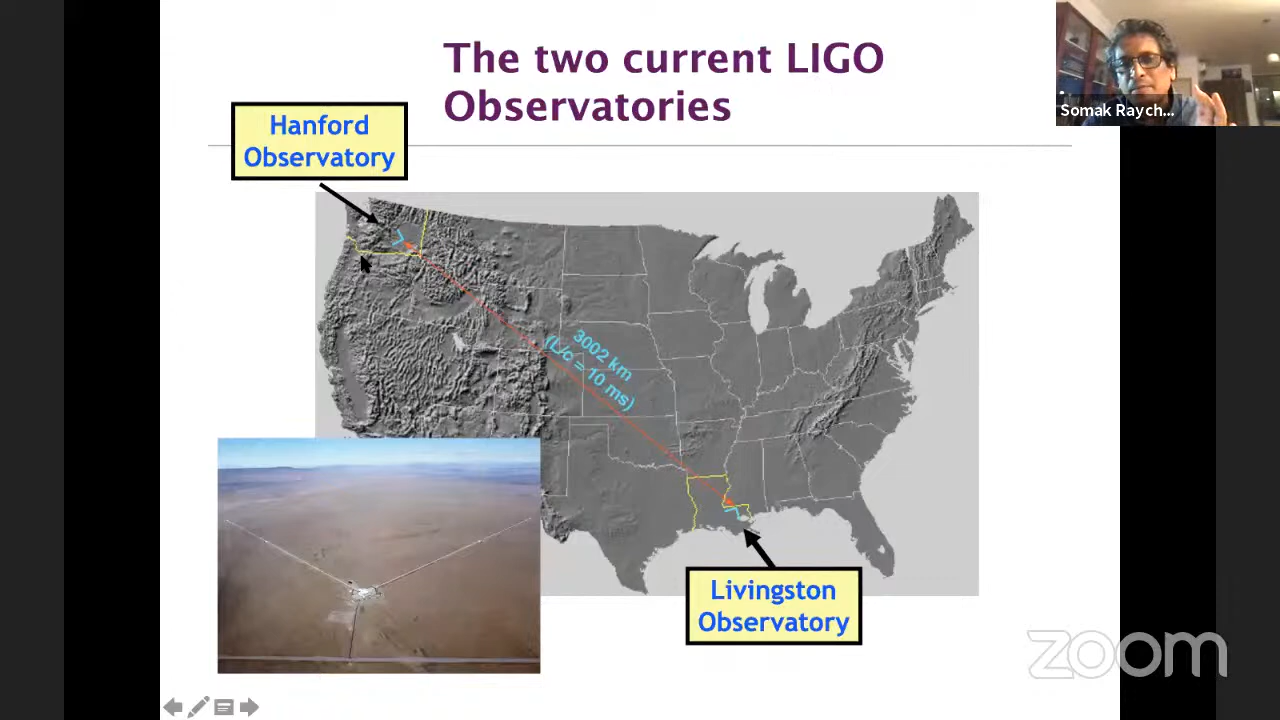 The two current LIGO
Observatories
Somak Raych...
Hanford
Observatory
3002 km
(L/c = 10 ms)
Livingston
Observatory
zoom